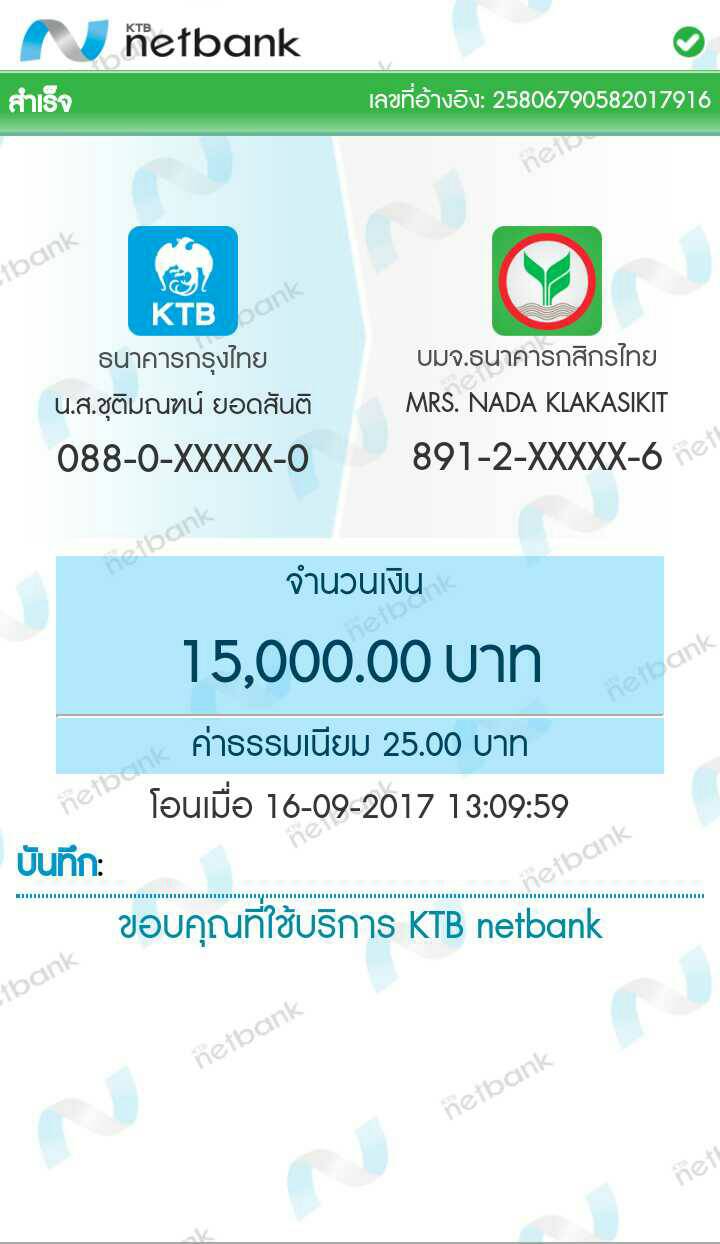 KTB
netbank
สำเร็จ
เลขที่อ้างอิง: 25806790582017916
KTB
ธนาคารกรุงไทย
บมจ.ธนาคารกสิกรไทย
น.ส.ชุติมณฑน์ ยอดสันติ
MRS. NADA KLAKASIKIT
088-0-XXXXX-0
891-2-XXXXX-6
จำนวนเงิน
15,000.00 บาท
ค่าธรรมเนียม 25.00 บาท
โอนเมื่อ 16-09-2017 13:09:59
บันทึก:
ขอบคุณที่ใช้บริการ KTB netbank